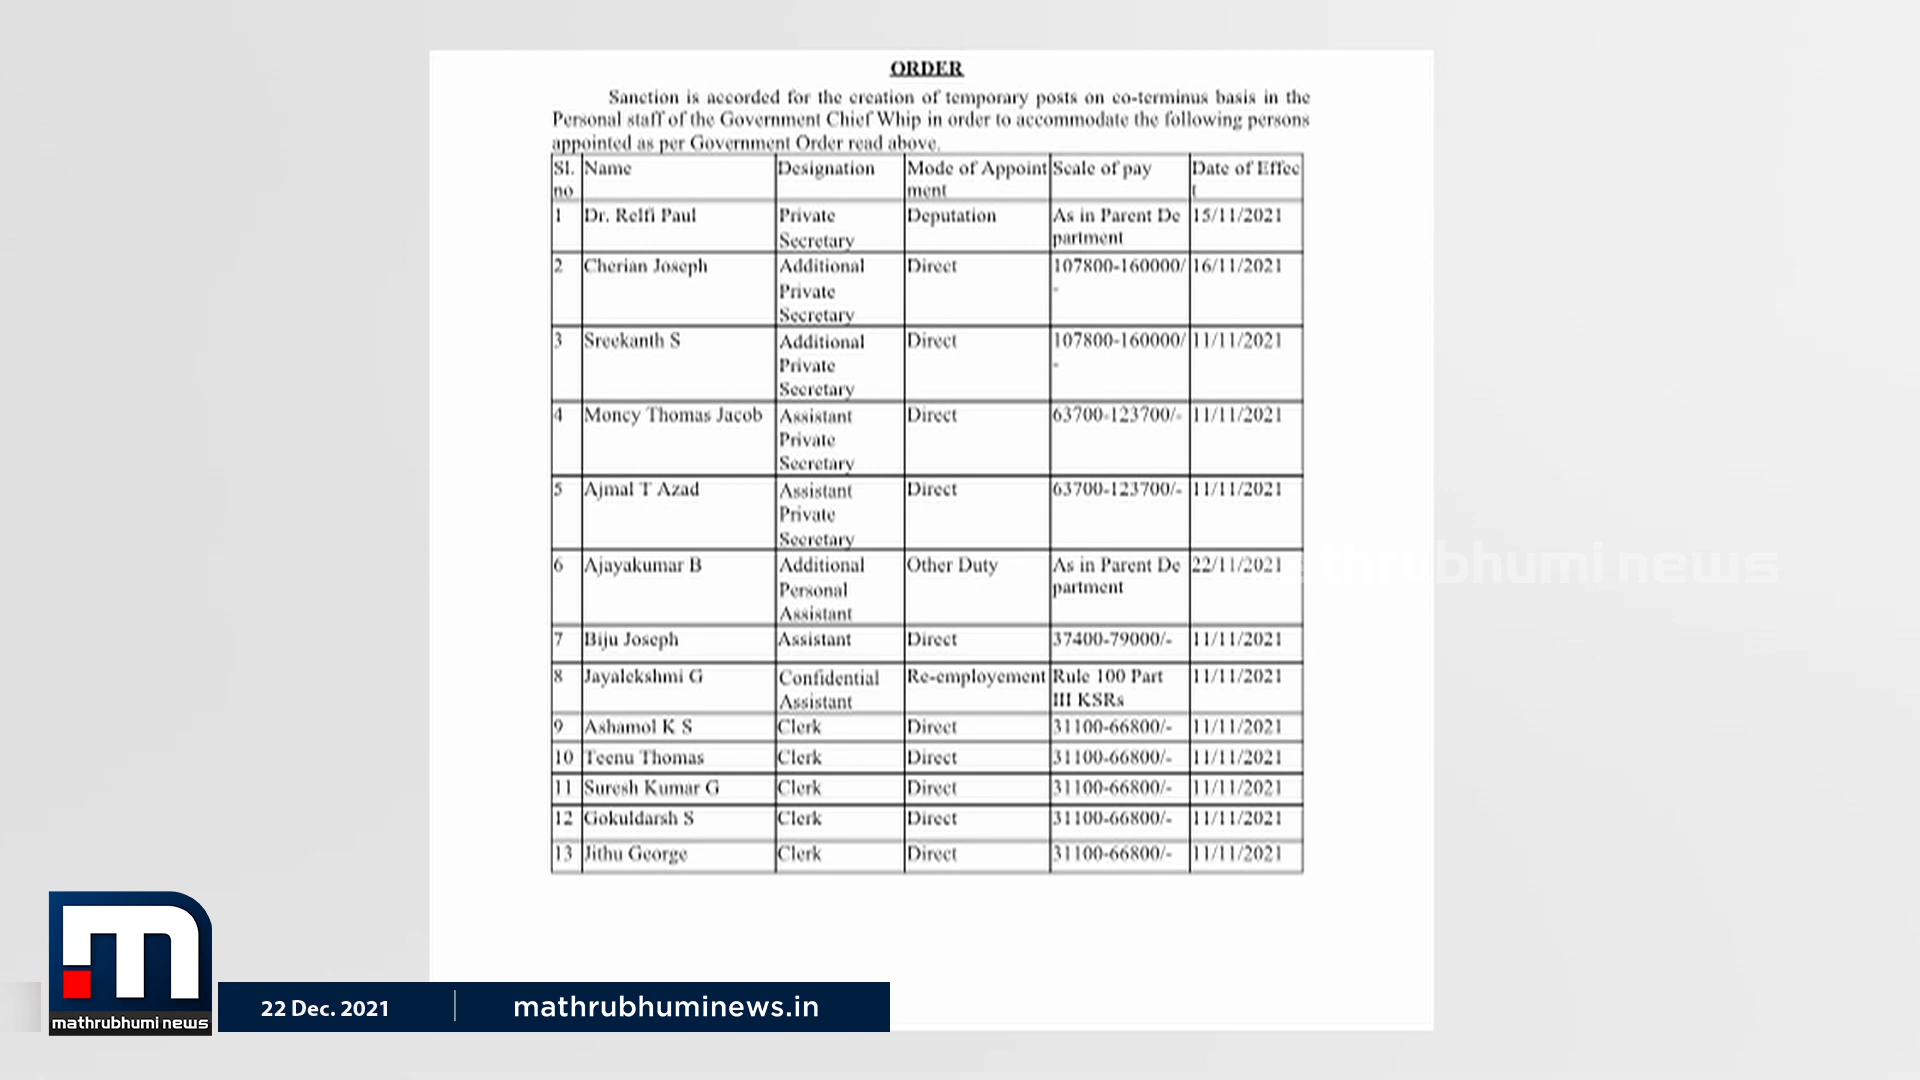 ORDER
Sanction is accorded for the creation of temporary posts on co-terminus basis in the
Personal staff of the Government Chief Whip in order to accommodate the following persons
appointed as per Government Order read above.
Sl. Name Designation Mode of Appoint Scale of pay Date of Effec
no ment t
1 Dr. Relfi Paul Private Deputation As in Parent De 15/11/2021
Secretary partment
2 Cherian Joseph Additional Direct 107800-160000/ 16/11/2021
Private -
Secretary
3 Sreekanth S Additional Direct 107800-160000/ 11/11/2021
Private -
Secretary
4 Moncy Thomas Jacob Assistant Direct 63700-123700/- 11/11/2021
Private
Secretary
5 Ajmal T Azad Assistant Direct 63700-123700/- 11/11/2021
Private
Secretary
6 Ajayakumar B Additional Other Duty As in Parent De 22/11/2021
Personal partment
Assistant
7 Biju Joseph Assistant Direct 37400-79000/- 11/11/2021
8 Jayalekshmi G Confidential Re-employement Rule 100 Part 11/11/2021
Assistant III KSRs
9 Ashamol K S Clerk Direct 31100-66800/- 11/11/2021
10 Teenu Thomas Clerk Direct 31100-66800/- 11/11/2021
11 Suresh Kumar G Clerk Direct 31100-66800/- 11/11/2021
12 Gokuldarsh S Clerk Direct 31100-66800/- 11/11/2021
13 Jithu George Clerk Direct 31100-66800/- 11/11/2021
thrubhumi news
mathrubhumi news
22 Dec. 2021 mathrubhuminews.in